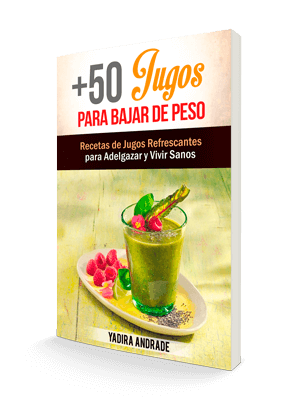 +50 Jugos
PARA BAJAR DE PESO
Recetas de Jugos Refrescantes
para Adelgazar y Vivir Sanos
YADIRA ANDRADE